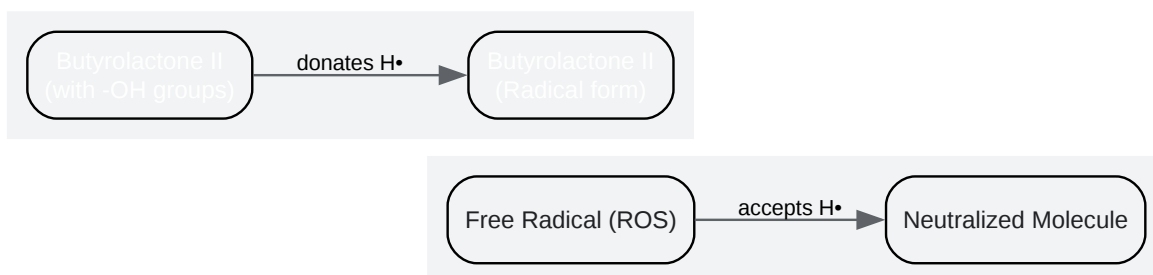 Butyrolactone II
(with -OH groups)
donates H•
Butyrolactone II
(Radical form)
Free Radical (ROS)
accepts H•
Neutralized Molecule